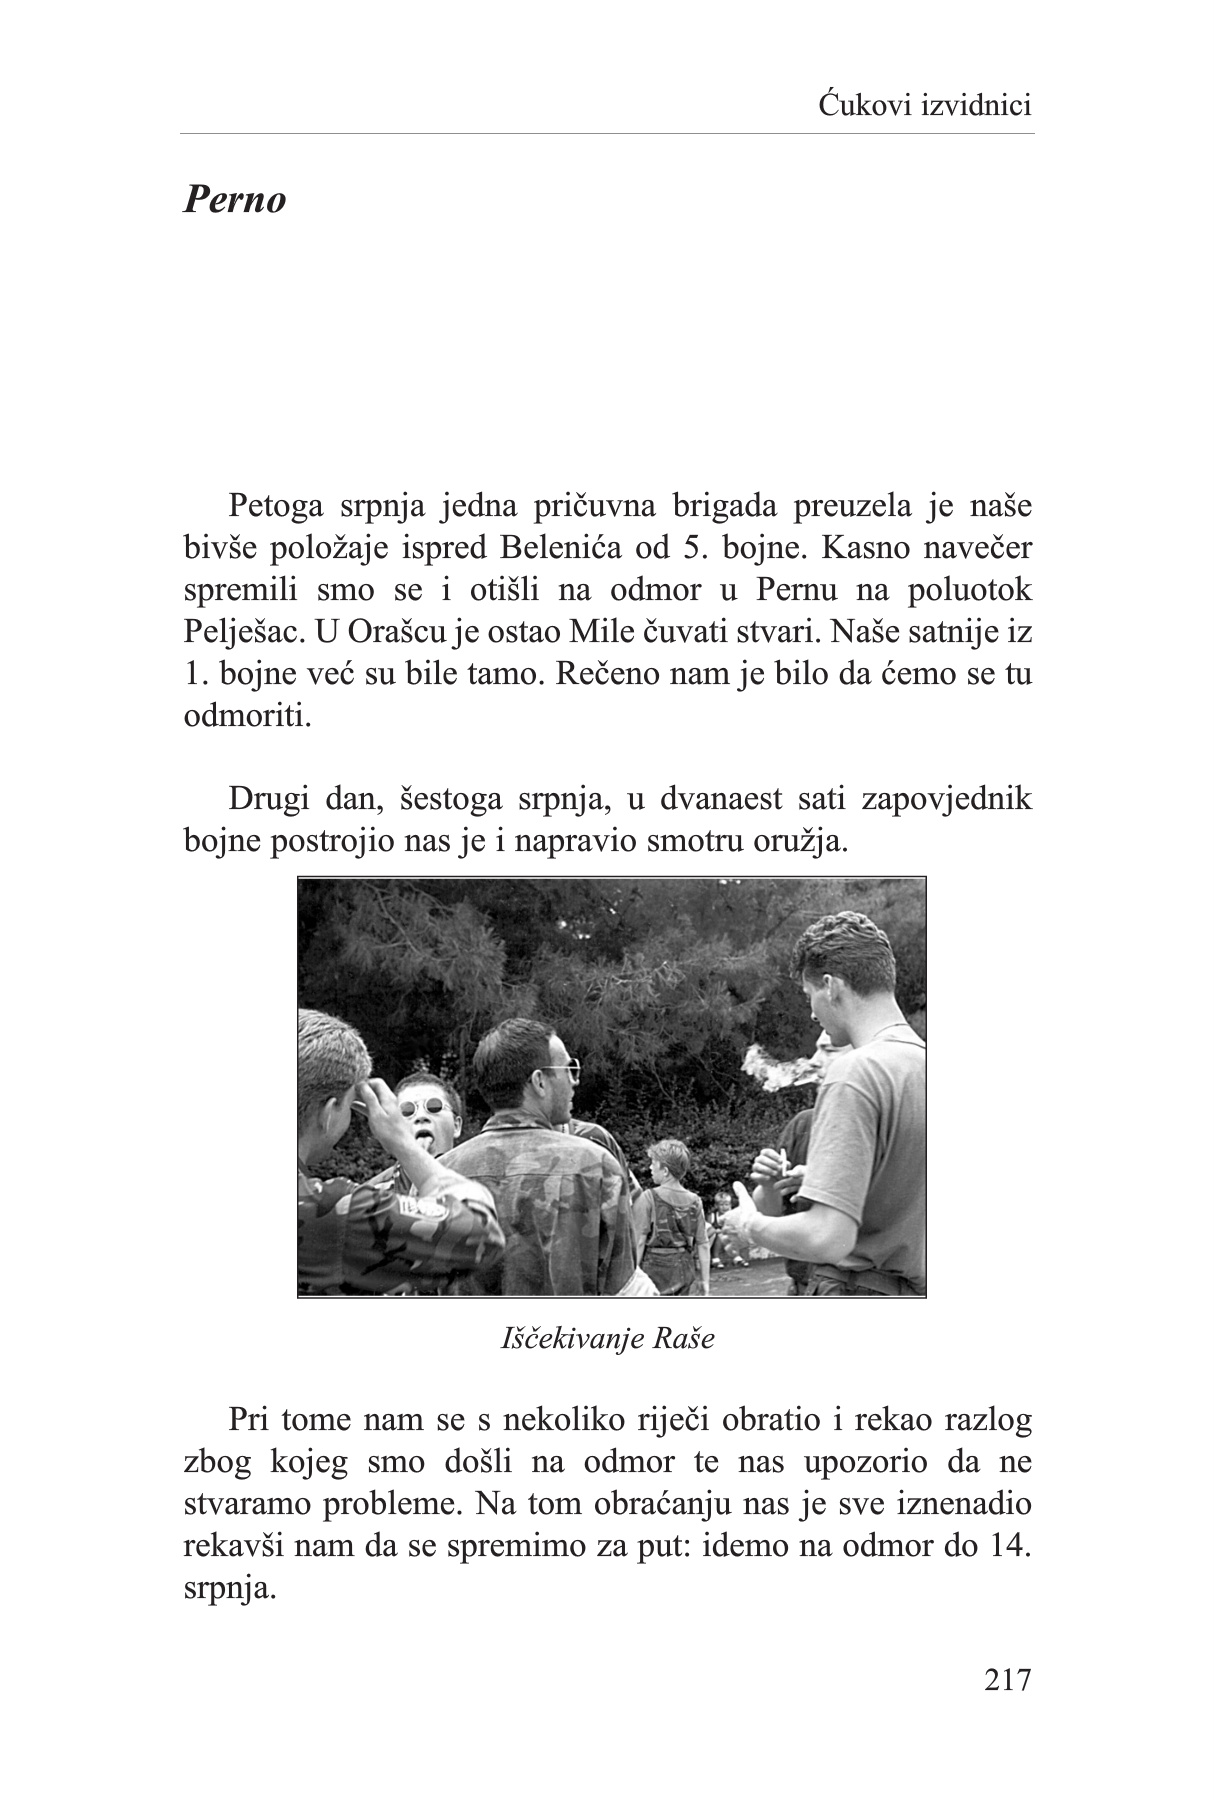 Ćukovi izvidnici
Perno
Petoga srpnja jedna pričuvna brigada preuzela je naše
bivše položaje ispred Belenića od 5. bojne. Kasno navečer
spremili smo se i otišli na odmor u Pernu na poluotok
Pelješac. U Orašcu je ostao Mile čuvati stvari. Naše satnije iz
1. bojne već su bile tamo. Rečeno nam je bilo da ćemo se tu
odmoriti.
Drugi dan, šestoga srpnja, u dvanaest sati zapovjednik
bojne postrojio nas je i napravio smotru oružja.
Iščekivanje Raše
Pri tome nam se s nekoliko riječi obratio i rekao razlog
zbog kojeg smo došli na odmor te nas upozorio da ne
stvaramo probleme. Na tom obraćanju nas je sve iznenadio
rekavši nam da se spremimo za put: idemo na odmor do 14.
srpnja.
217